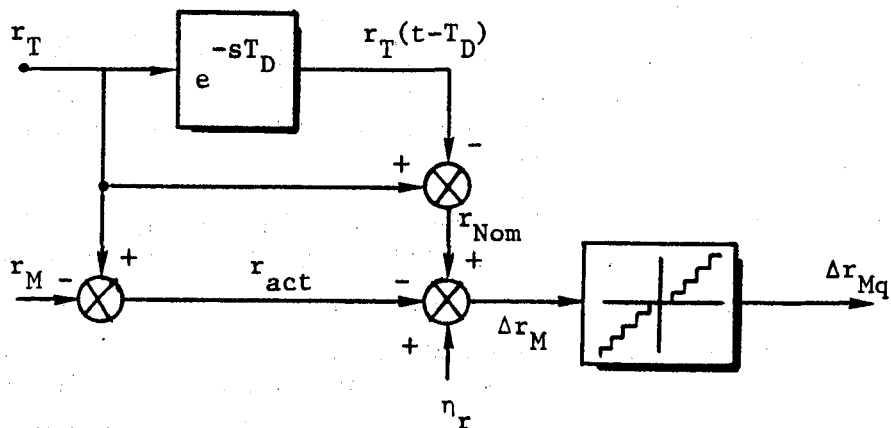 r_T
e^-sT_D
r_T(t-T_D)
-
+
r_Nom
+
r_M
-
+
r_act
-
+
Δr_M
Δr_Mq
η_r